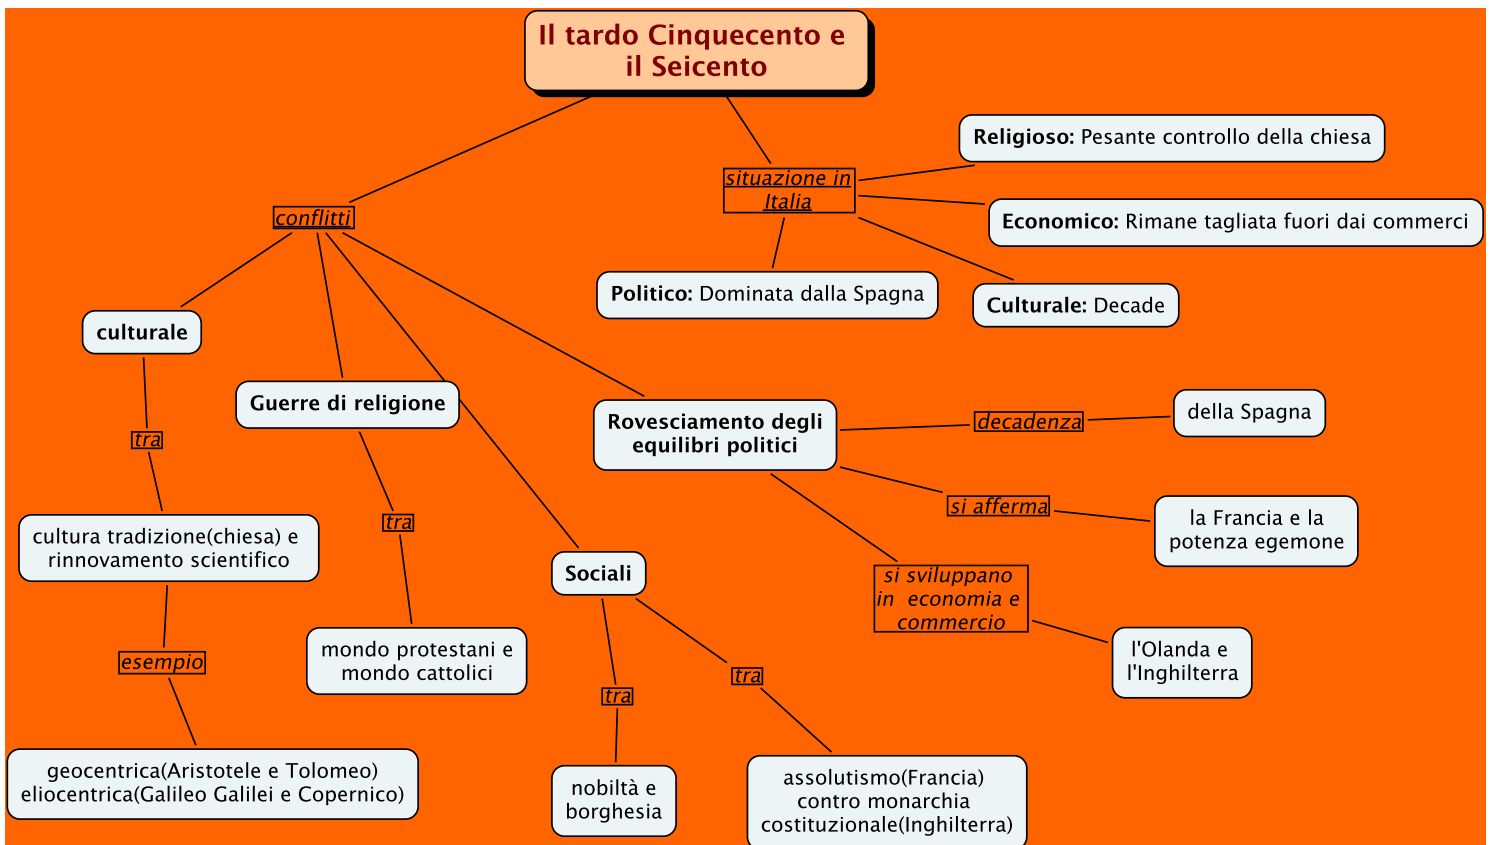 Il tardo Cinquecento e
il Seicento
Religioso: Pesante controllo della chiesa
situazione in
Italia
conflitti
Economico: Rimane tagliata fuori dai commerci
Politico: Dominata dalla Spagna
Culturale: Decade
culturale
Guerre di religione
Rovesciamento degli
equilibri politici
decadenza
della Spagna
tra
si afferma
la Francia e la
potenza egemone
cultura tradizione(chiesa) e
rinnovamento scientifico
tra
Sociali
si sviluppano
in economia e
commercio
l'Olanda e
l'Inghilterra
esempio
mondo protestani e
mondo cattolici
tra
tra
geocentrica(Aristotele e Tolomeo)
eliocentrica(Galileo Galilei e Copernico)
nobiltà e
borghesia
assolutismo(Francia)
contro monarchia
costituzionale(Inghilterra)